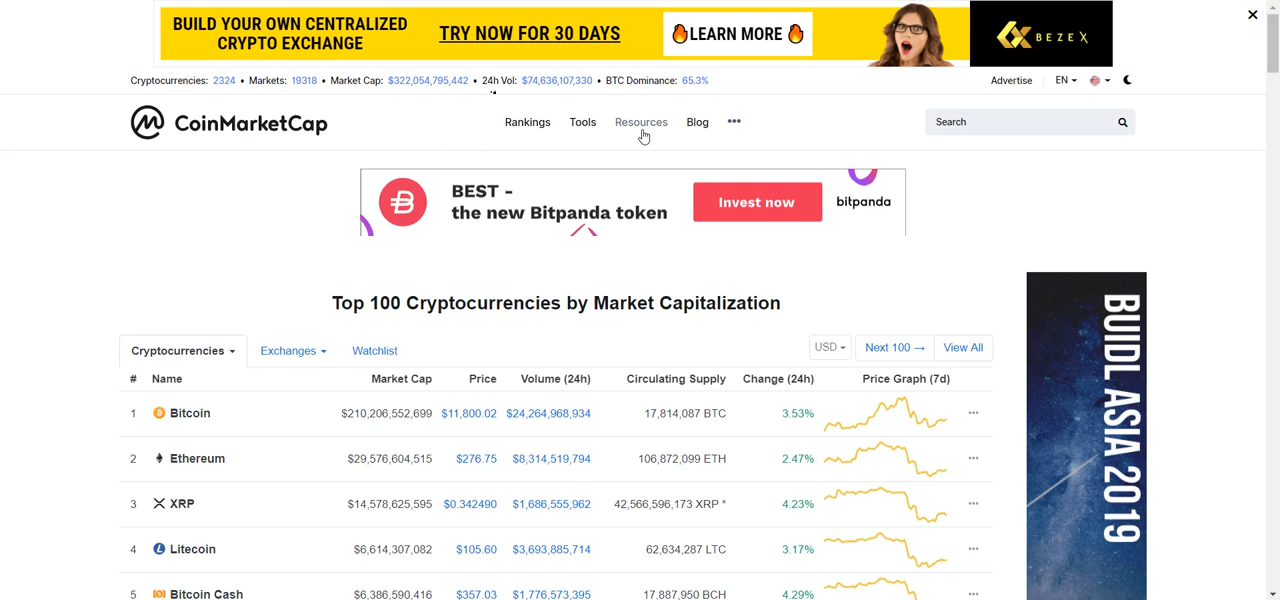 BUILD YOUR OWN CENTRALIZED
CRYPTO EXCHANGE
TRY NOW FOR 30 DAYS
LEARN MORE
BEZEX
Cryptocurrencies: 2324 • Markets: 19318 • Market Cap: $322,054,795,442 • 24h Vol: $74,636,107,330 • BTC Dominance: 65.3%
Advertise EN
CoinMarketCap
Rankings Tools Resources Blog •••
Search
BEST -
the new Bitpanda token
Invest now
bitpanda
Top 100 Cryptocurrencies by Market Capitalization
Cryptocurrencies Exchanges Watchlist USD Next 100 → View All
# Name Market Cap Price Volume (24h) Circulating Supply Change (24h) Price Graph (7d)
1 Bitcoin $210,206,552,699 $11,800.02 $24,264,968,934 17,814,087 BTC 3.53%
2 Ethereum $29,576,604,515 $276.75 $8,314,519,794 106,872,099 ETH 2.47%
3 XRP $14,578,625,595 $0.342490 $1,686,555,962 42,566,596,173 XRP * 4.23%
4 Litecoin $6,614,307,082 $105.60 $3,693,885,714 62,634,287 LTC 3.17%
5 Bitcoin Cash $6,386,590,416 $357.03 $1,776,573,395 17,887,950 BCH 4.29%
BUIDL ASIA 2019